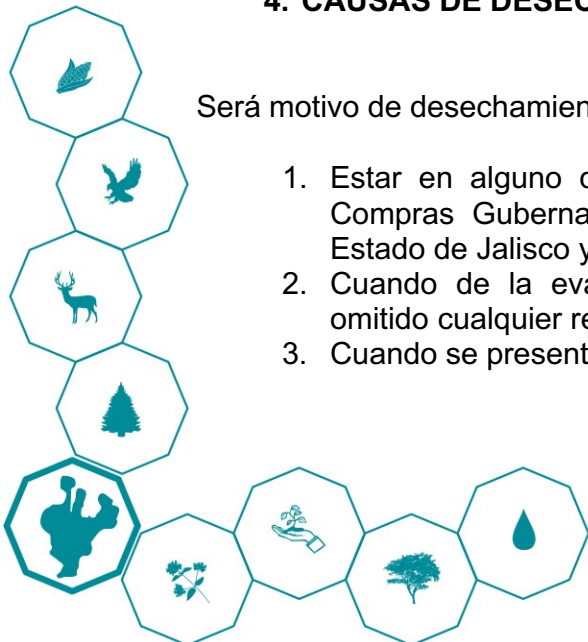 4. CAUSAS DE DESEC
Será motivo de desechamien
1. Estar en alguno d
Compras Guberna
Estado de Jalisco y
2. Cuando de la eva
omitido cualquier re
3. Cuando se present